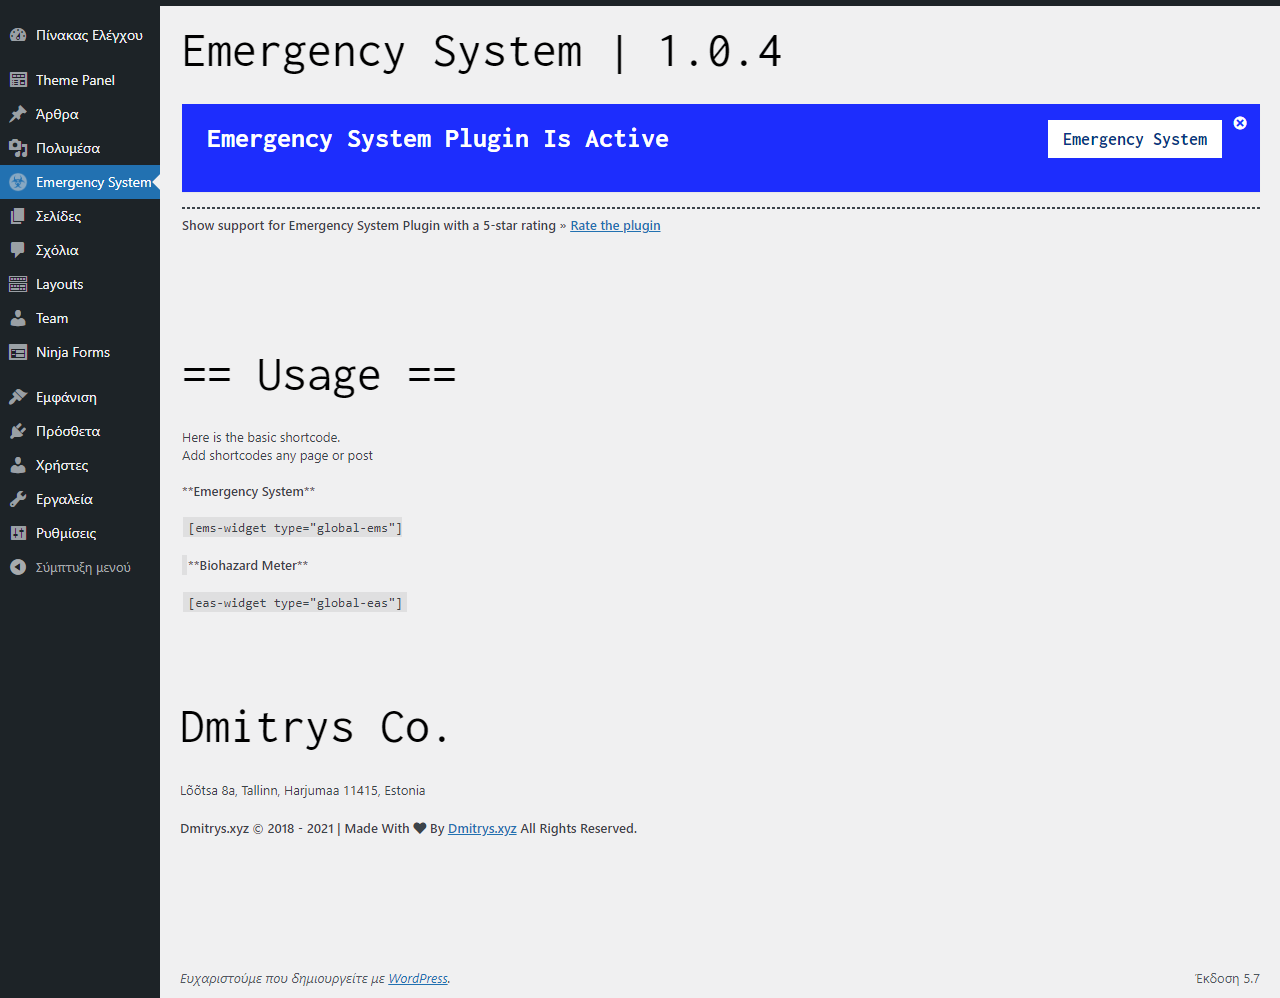 Πίνακας Ελέγχου
Theme Panel
Άρθρα
Πολυμέσα
Emergency System
Σελίδες
Σχόλια
Layouts
Team
Ninja Forms
Εμφάνιση
Πρόσθετα
Χρήστες
Εργαλεία
Ρυθμίσεις
Σύμπτυξη μενού
Emergency System | 1.0.4
Emergency System Plugin Is Active
Emergency System
Show support for Emergency System Plugin with a 5-star rating » Rate the plugin
== Usage ==
Here is the basic shortcode.
Add shortcodes any page or post
**Emergency System**
[ems-widget type="global-ems"]
**Biohazard Meter**
[eas-widget type="global-eas"]
Dmitrys Co.
Lõõtsa 8a, Tallinn, Harjumaa 11415, Estonia
Dmitrys.xyz © 2018 - 2021 | Made With ♥ By Dmitrys.xyz All Rights Reserved.
Ευχαριστούμε που δημιουργείτε με WordPress.
Έκδοση 5.7